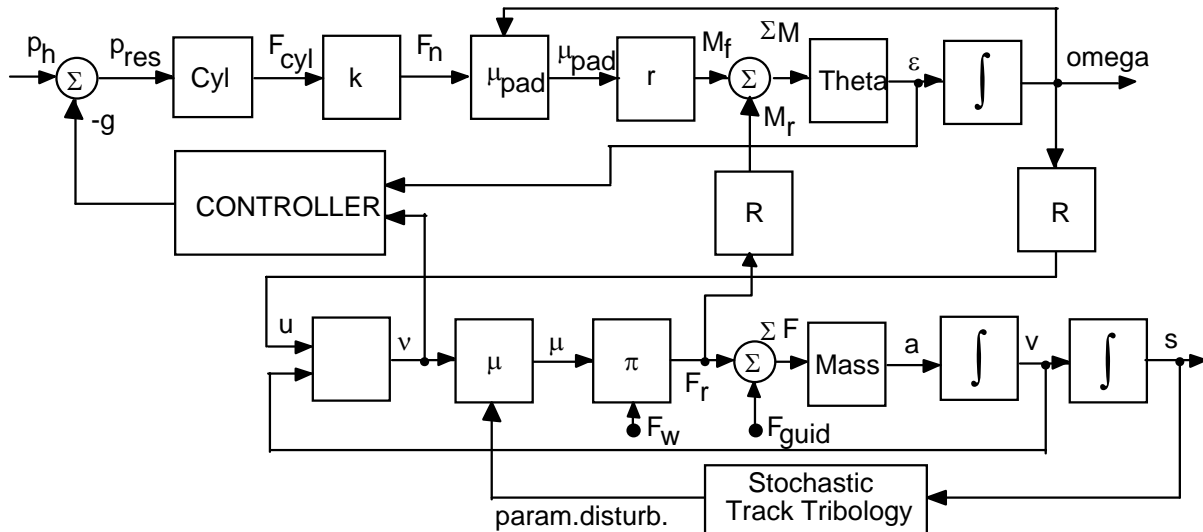 p_h
p_res
F_cyl
F_n
μ_pad
M_f
ΣM
ε
omega
Σ
Cyl
k
μ_pad
r
Σ
Theta
∫
-g
M_r
CONTROLLER
R
R
u
ν
μ
μ
π
F_r
Σ F
Σ
Mass
a
∫
v
∫
s
F_w
F_guid
Stochastic
Track Tribology
param.disturb.